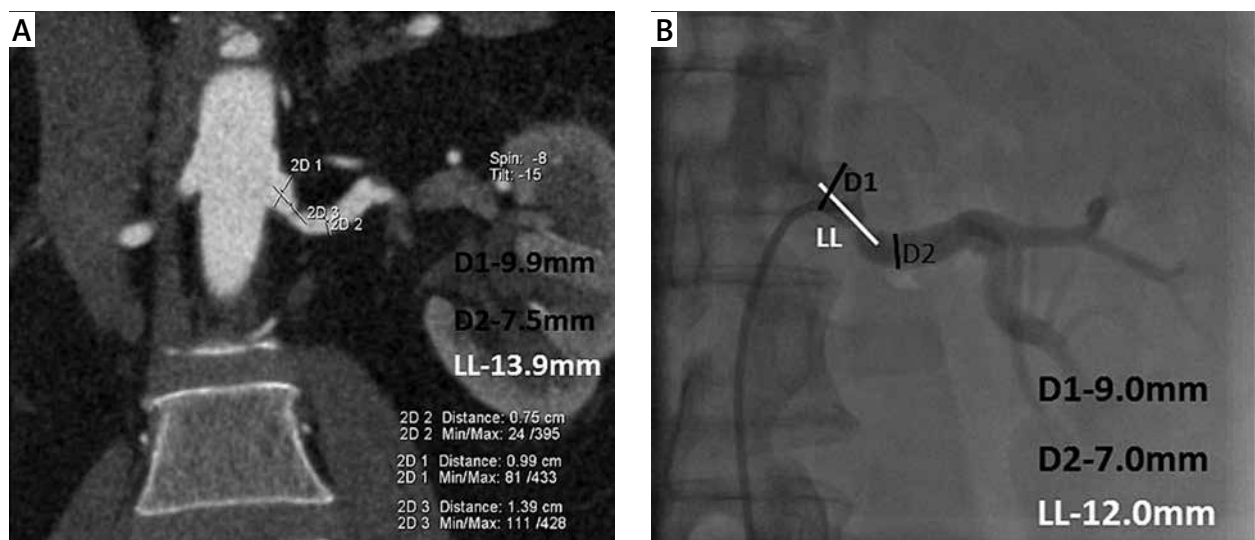 A
2D 1
Spin: -8
Tilt: -15
2D 3
2D 2
D1-9.9mm
D2-7.5mm
LL-13.9mm
2D 2 Distance: 0.75 cm
2D 2 Min/Max: 24 /395
2D 1 Distance: 0.99 cm
2D 1 Min/Max: 81 /433
2D 3 Distance: 1.39 cm
2D 3 Min/Max: 111 /428
B
D1
LL
D2
D1-9.0mm
D2-7.0mm
LL-12.0mm